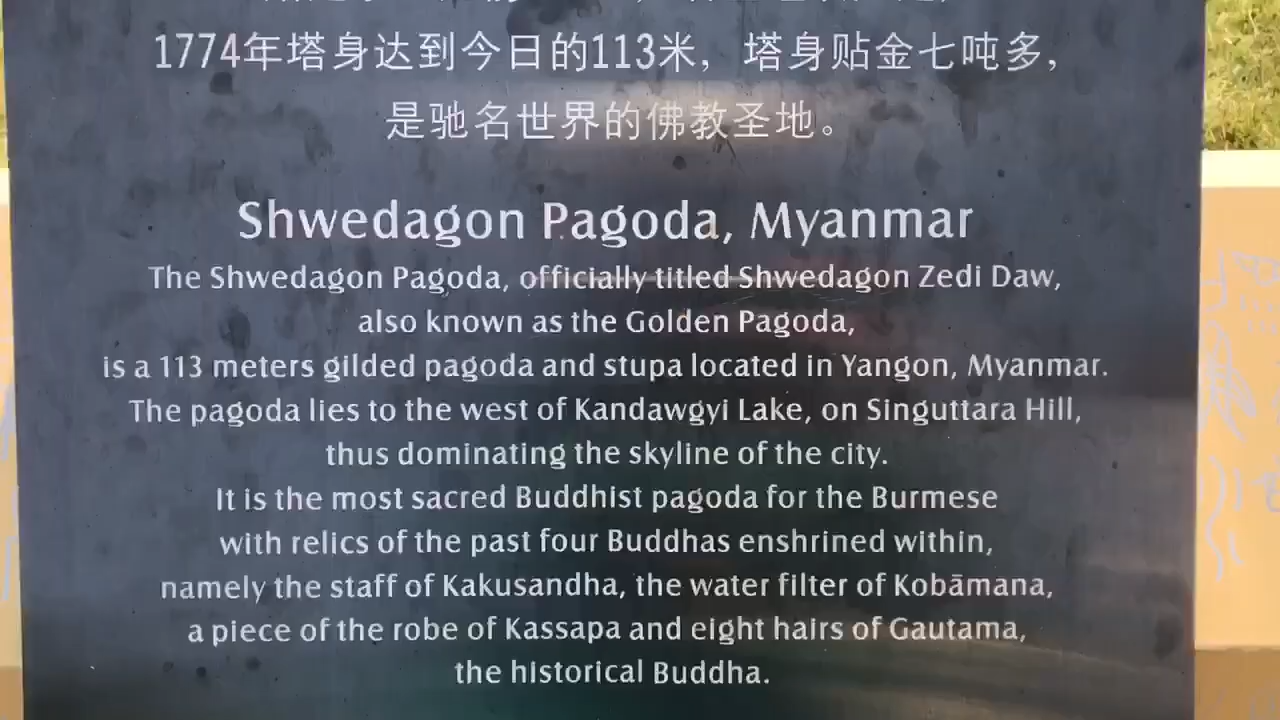 1774年塔身达到今日的113米，塔身贴金七吨多，
是驰名世界的佛教圣地。
Shwedagon Pagoda, Myanmar
The Shwedagon Pagoda, officially titled Shwedagon Zedi Daw,
also known as the Golden Pagoda,
is a 113 meters gilded pagoda and stupa located in Yangon, Myanmar.
The pagoda lies to the west of Kandawgyi Lake, on Singuttara Hill,
thus dominating the skyline of the city.
It is the most sacred Buddhist pagoda for the Burmese
with relics of the past four Buddhas enshrined within,
namely the staff of Kakusandha, the water filter of Kobāmana,
a piece of the robe of Kassapa and eight hairs of Gautama,
the historical Buddha.